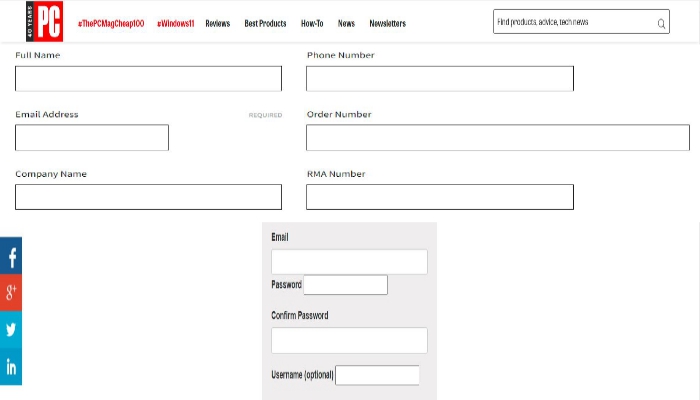 40 YEARS
PC
#ThePCMagCheap100 #Windows11 Reviews Best Products How-To News Newsletters
Find products, advice, tech news
Full Name Phone Number
Email Address REQUIRED Order Number
Company Name RMA Number
Email
Password
Confirm Password
Username (optional)
f
g+
in